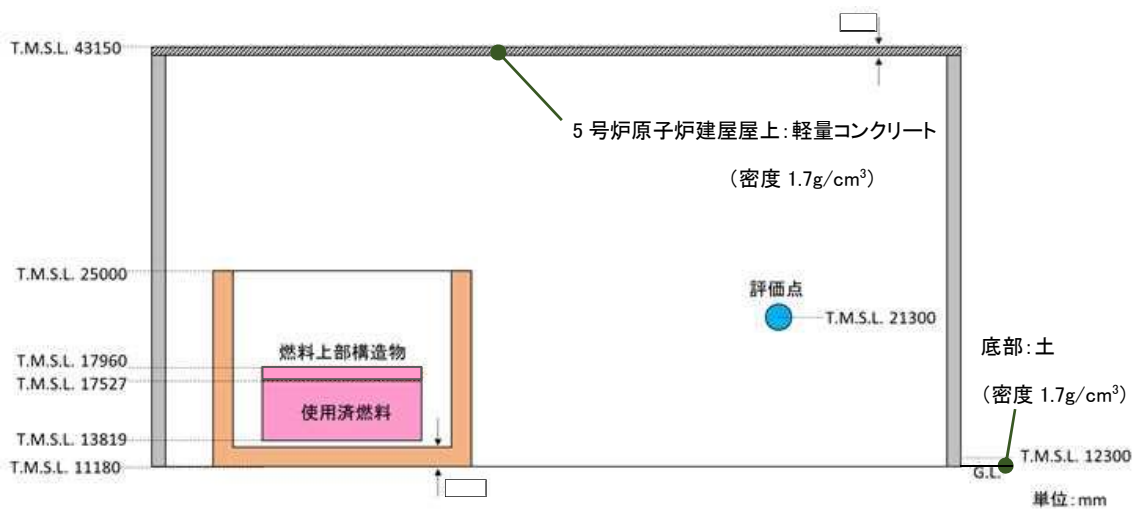 T.M.S.L. 43150
5 号炉原子炉建屋屋上:軽量コンクリート
(密度 1.7g/cm³)
T.M.S.L. 25000
評価点
T.M.S.L. 21300
燃料上部構造物
T.M.S.L. 17960
T.M.S.L. 17527
使用済燃料
T.M.S.L. 13819
T.M.S.L. 11180
底部:土
(密度 1.7g/cm³)
T.M.S.L. 12300
G.L.
単位:mm